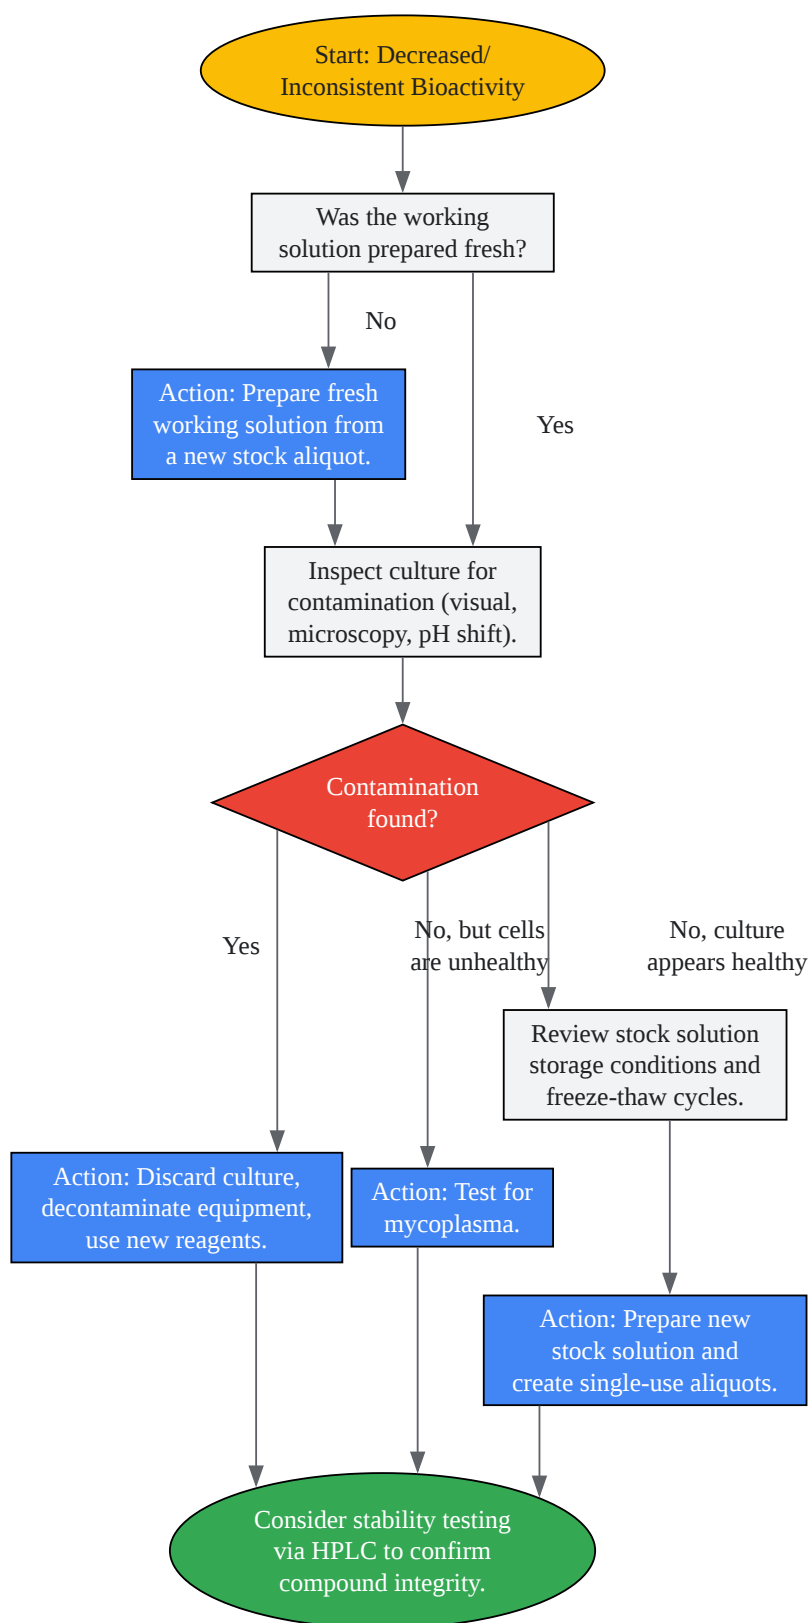 Start: Decreased/
Inconsistent Bioactivity
Was the working
solution prepared fresh?
No
Action: Prepare fresh
working solution from
a new stock aliquot.
Yes
Inspect culture for
contamination (visual,
microscopy, pH shift).
Contamination
found?
Yes
No, but cells
are unhealthy
No, culture
appears healthy
Review stock solution
storage conditions and
freeze-thaw cycles.
Action: Discard culture,
decontaminate equipment,
use new reagents.
Action: Test for
mycoplasma.
Action: Prepare new
stock solution and
create single-use aliquots.
Consider stability testing
via HPLC to confirm
compound integrity.